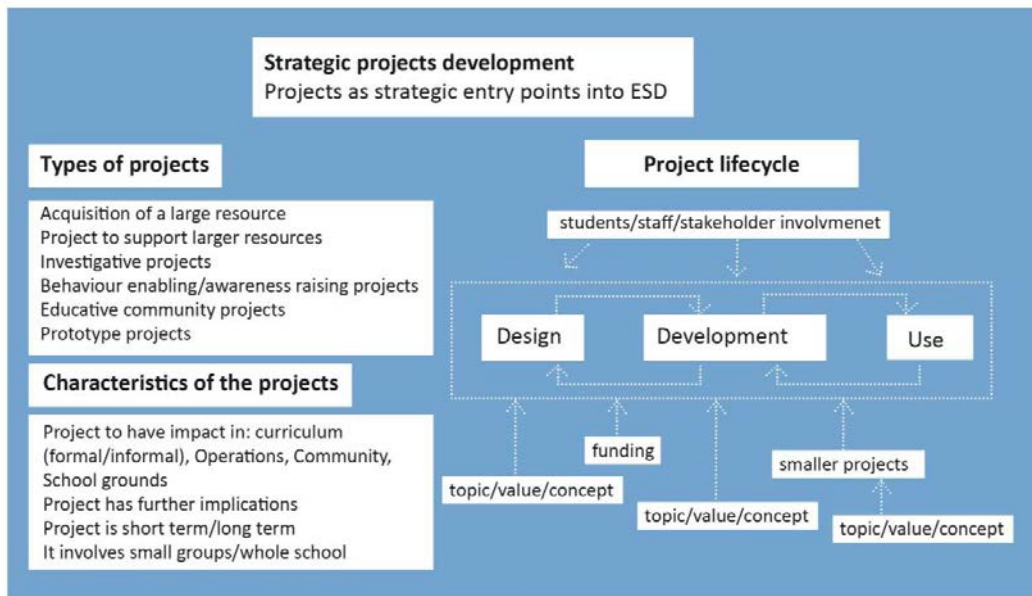 Strategic projects development
Projects as strategic entry points into ESD
Types of projects
Acquisition of a large resource
Project to support larger resources
Investigative projects
Behaviour enabling/awareness raising projects
Educative community projects
Prototype projects
Characteristics of the projects
Project to have impact in: curriculum
(formal/informal), Operations, Community,
School grounds
Project has further implications
Project is short term/long term
It involves small groups/whole school
Project lifecycle
students/staff/stakeholder involvmenet
Design
Development
Use
funding
smaller projects
topic/value/concept
topic/value/concept
topic/value/concept